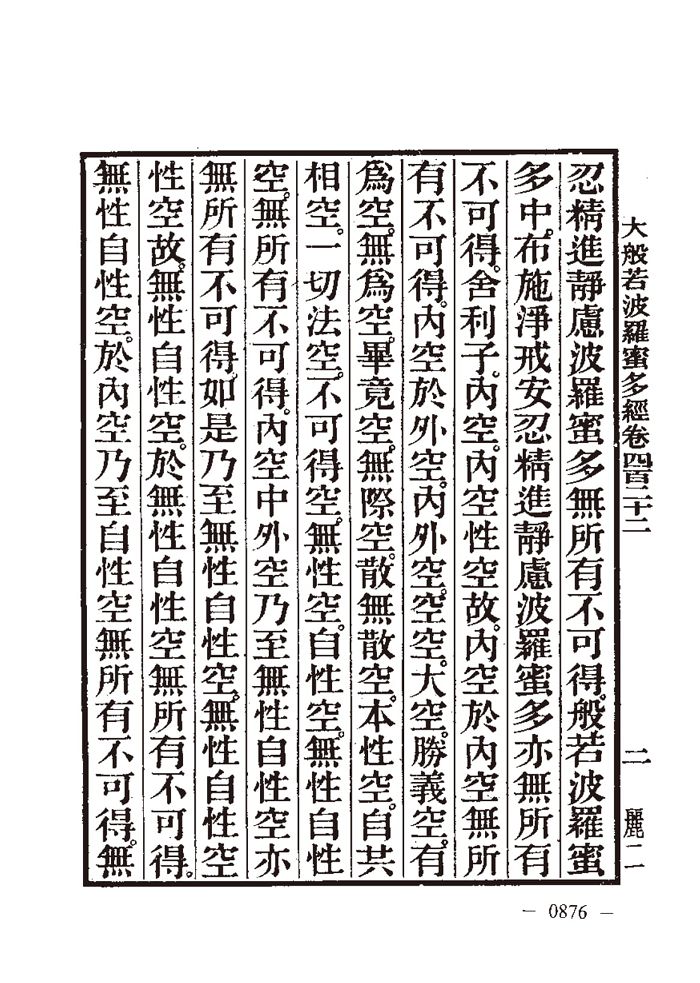 大般若波羅蜜多經卷四百二十二
二
麗二
忍精進靜慮波羅蜜多無所有不可得。般若波羅蜜
多中。布施淨戒安忍精進靜慮波羅蜜多亦無所有
不可得。舍利子。內空。內空性空故。內空於內空無所
有不可得。內空於外空。內外空。空空。大空。勝義空。有
爲空。無爲空。畢竟空。無際空。散無散空。本性空。自共
相空。一切法空。不可得空。無性空。自性空。無性自性
空。無所有不可得。內空中外空乃至無性自性空亦
無所有不可得。如是乃至無性自性空。無性自性空
性空故。無性自性空。於無性自性空無所有不可得。
無性自性空。於內空乃至自性空無所有不可得。無
— 0876 —